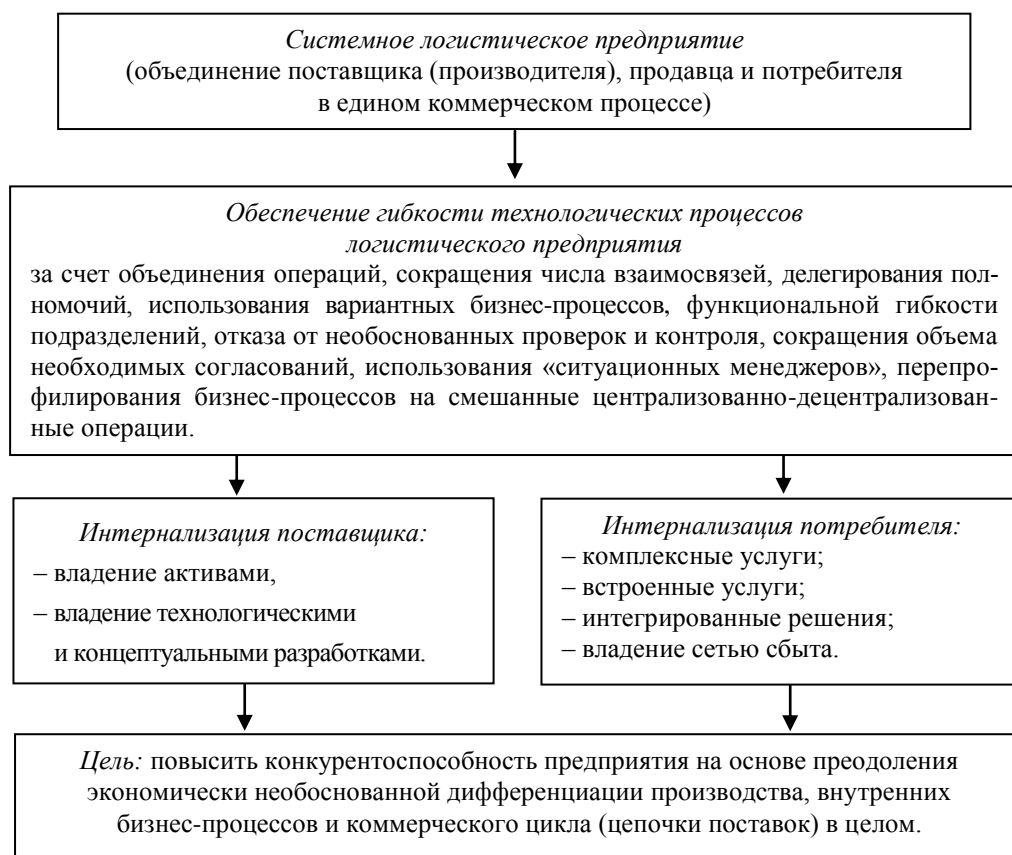 Системное логистическое предприятие
(объединение поставщика (производителя), продавца и потребителя
в едином коммерческом процессе)
Обеспечение гибкости технологических процессов
логистического предприятия
за счет объединения операций, сокращения числа взаимосвязей, делегирования пол-
номочий, использования вариантных бизнес-процессов, функциональной гибкости
подразделений, отказа от необоснованных проверок и контроля, сокращения объема
необходимых согласований, использования «ситуационных менеджеров», перепро-
филирования бизнес-процессов на смешанные централизованно-децентрализован-
ные операции.
Интернализация поставщика:
– владение активами,
– владение технологическими
и концептуальными разработками.
Интернализация потребителя:
– комплексные услуги;
– встроенные услуги;
– интегрированные решения;
– владение сетью сбыта.
Цель: повысить конкурентоспособность предприятия на основе преодоления
экономически необоснованной дифференциации производства, внутренних
бизнес-процессов и коммерческого цикла (цепочки поставок) в целом.